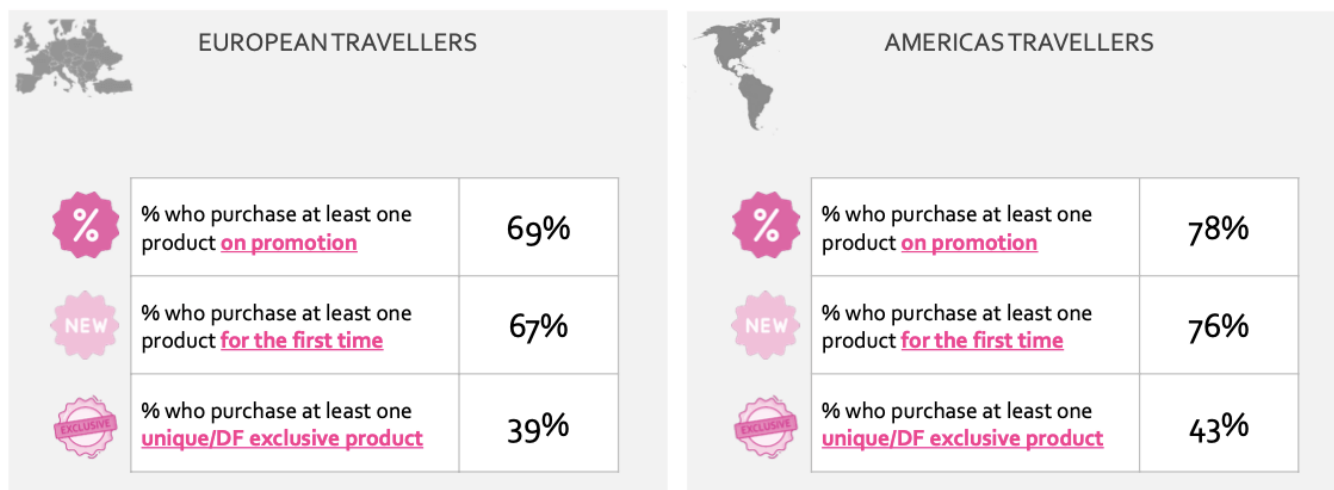 EUROPEAN TRAVELLERS
%
% who purchase at least one
product on promotion
69%
NEW
% who purchase at least one
product for the first time
67%
EXCLUSIVE
% who purchase at least one
unique/DF exclusive product
39%
AMERICAS TRAVELLERS
%
% who purchase at least one
product on promotion
78%
NEW
% who purchase at least one
product for the first time
76%
EXCLUSIVE
% who purchase at least one
unique/DF exclusive product
43%